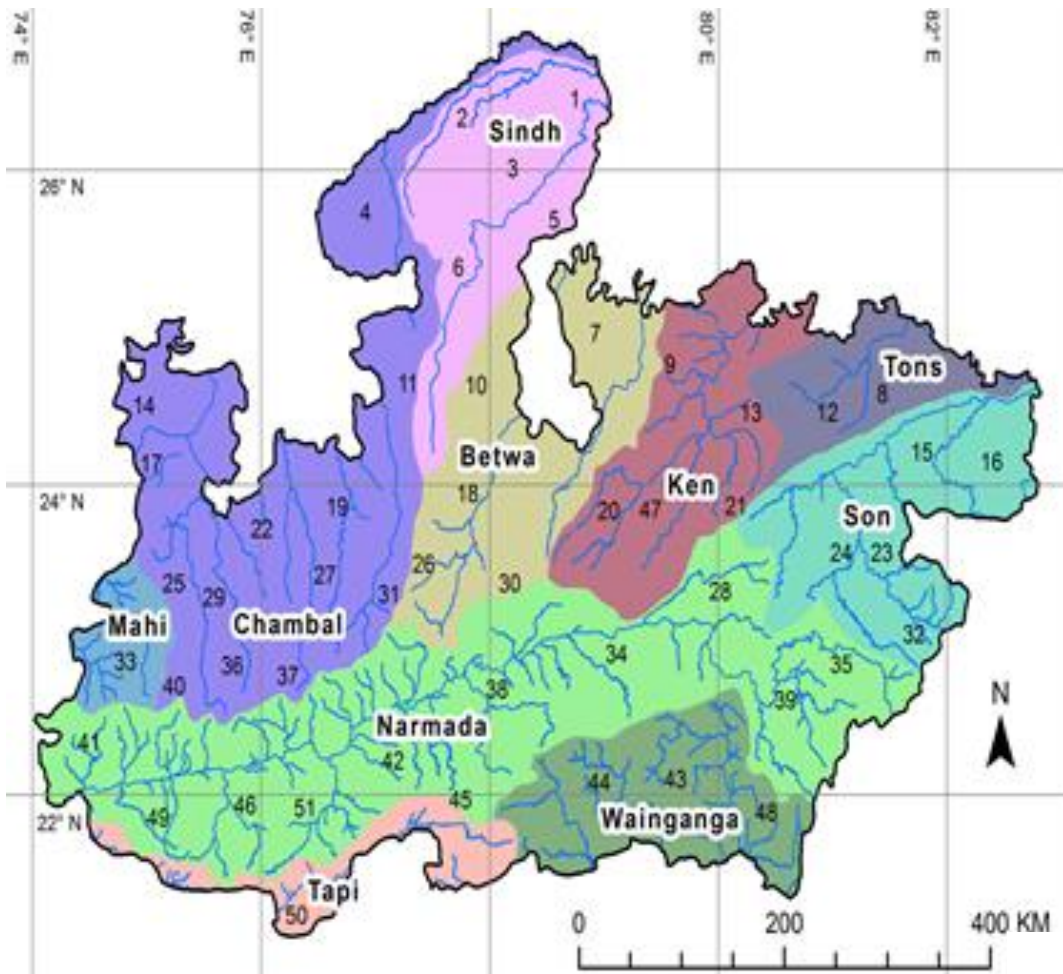 74° E
76° E
80° E
82° E
1
2
Sindh
3
26° N
4
5
6
7
9
8
Tons
11
10
14
13
12
17
Betwa
15
16
24° N
18
Ken
19
20
47
21
Son
22
24
23
26
25
29
27
31
30
28
Mahi
Chambal
32
33
36
34
35
40
37
38
39
N
41
Narmada
42
44
43
49
46
51
45
22° N
Wainganga
48
Tapi
50
0
200
400 KM